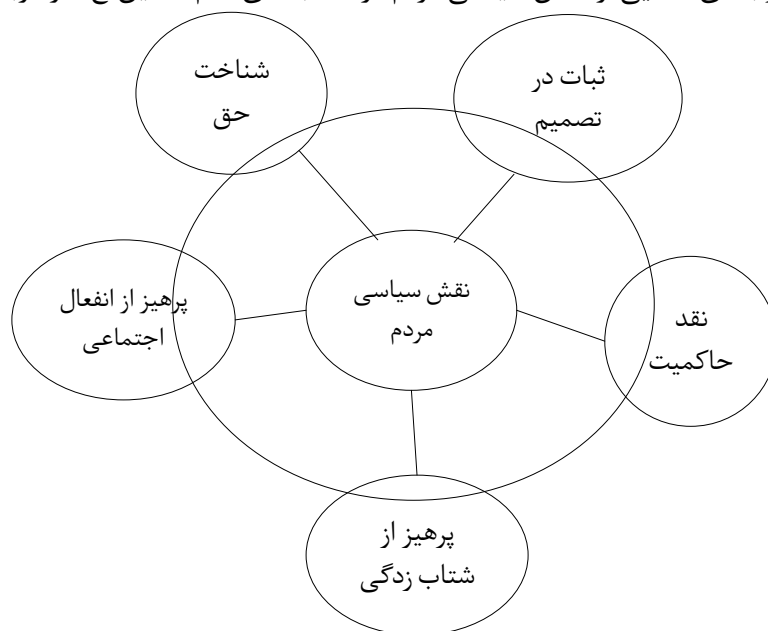 شناخت
حق
ثبات در
تصمیم
نقش سیاسی
مردم
پرهیز از انفعال
اجتماعی
نقد
حاکمیت
پرهیز از
شتاب زدگی